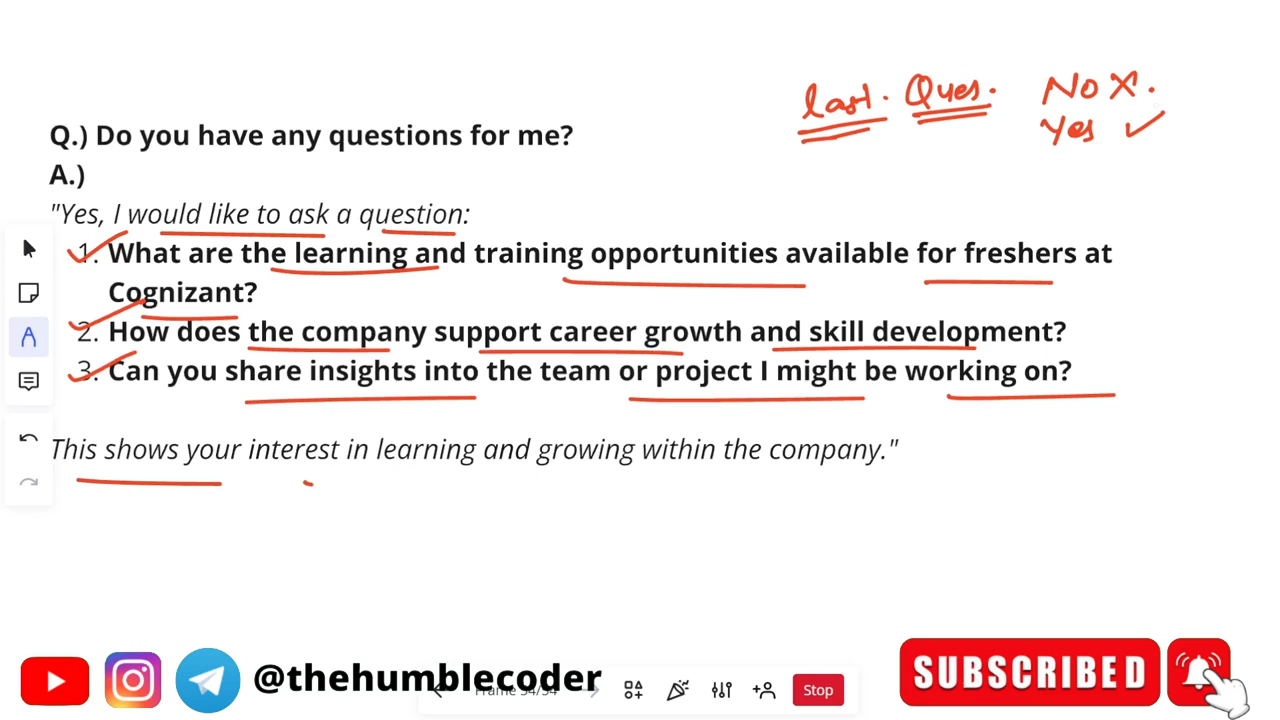 last. Ques. No X.
Yes ✓
Q.) Do you have any questions for me?
A.)
"Yes, I would like to ask a question:
1. What are the learning and training opportunities available for freshers at
Cognizant?
2. How does the company support career growth and skill development?
3. Can you share insights into the team or project I might be working on?
This shows your interest in learning and growing within the company."
@thehumblecoder
Frame 54/54
Stop
SUBSCRIBED